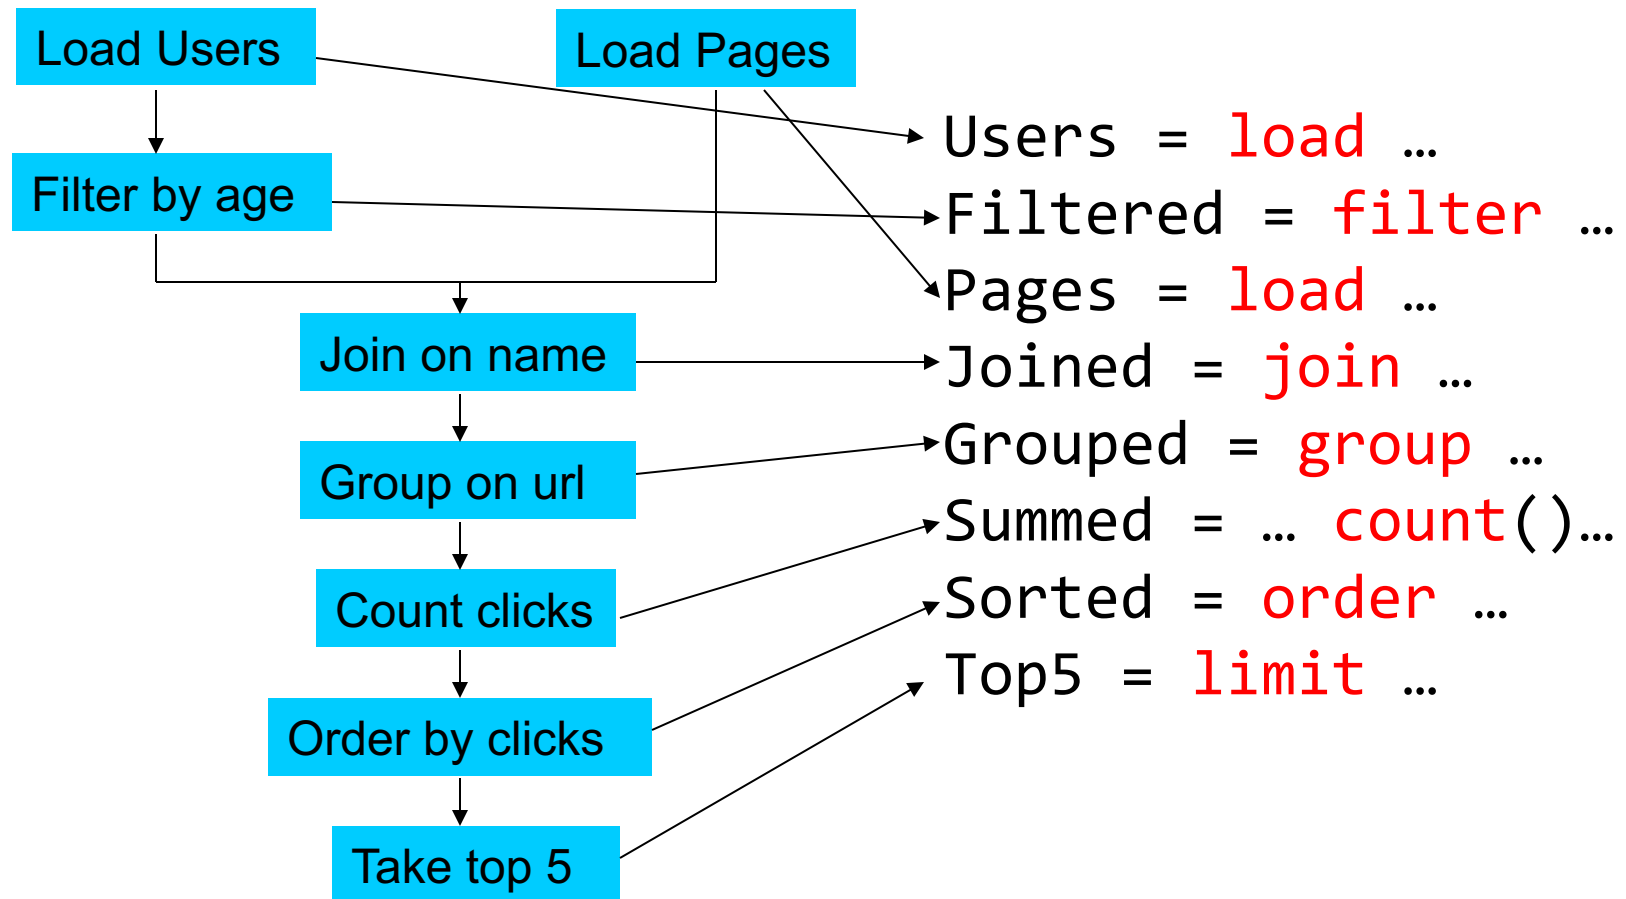 Load Users
Load Pages
Filter by age
Join on name
Group on url
Count clicks
Order by clicks
Take top 5
Users = load …
Filtered = filter …
Pages = load …
Joined = join …
Grouped = group …
Summed = … count()…
Sorted = order …
Top5 = limit …